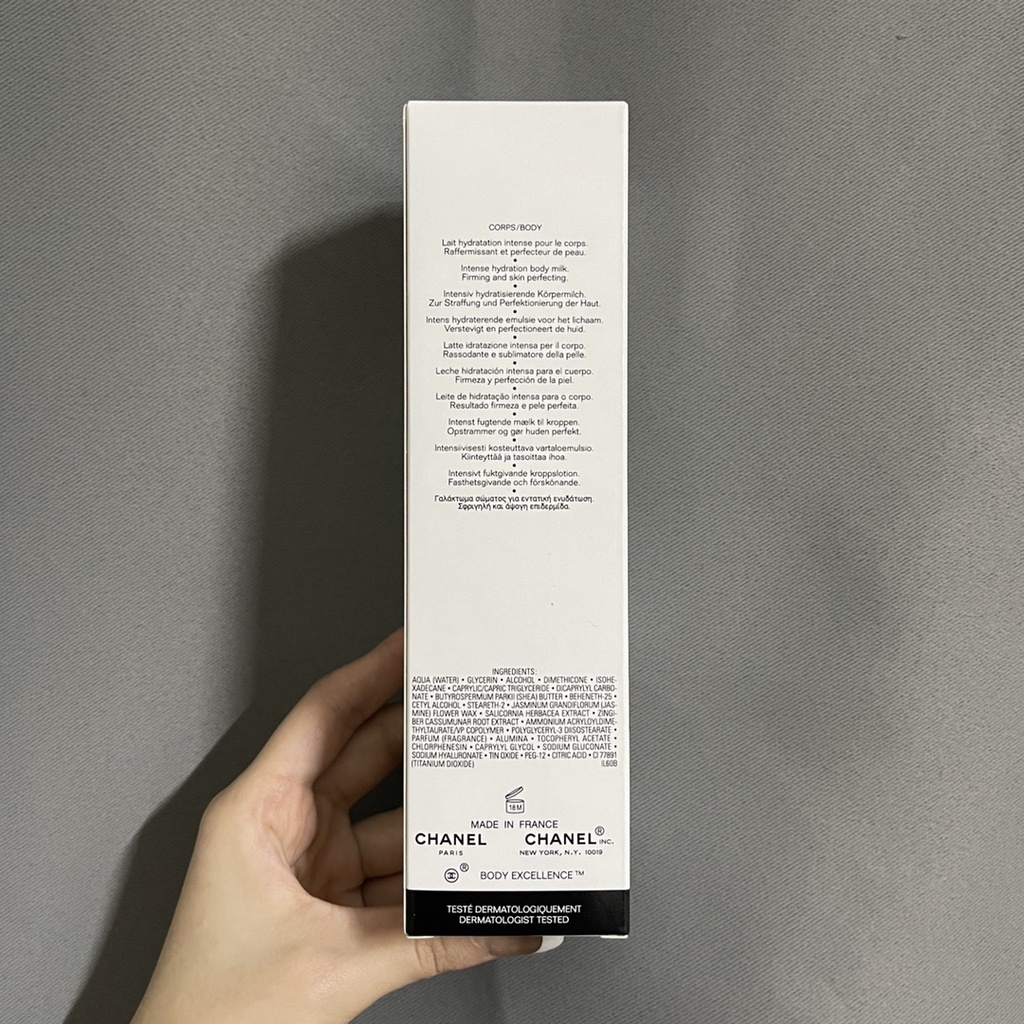 CORPS/BODY
Lait hydratation intense pour le corps.
Raffermissant et perfecteur de peau.
•
Intense hydration body milk.
Firming and skin perfecting.
•
Intensiv hydratisierende Körpermilch.
Zur Straffung und Perfektionierung der Haut.
•
Intens hydraterende emulsie voor het lichaam.
Verstevigt en perfectioneert de huid.
•
Latte idratazione intensa per il corpo.
Rassodante e sublimatore della pelle.
•
Leche hidratación intensa para el cuerpo.
Firmeza y perfección de la piel.
•
Leite de hidratação intensa para o corpo.
Resultado firmeza e pele perfeita.
•
Intenst fugtende mælk til kroppen.
Opstrammer og gør huden perfekt.
•
Intensiivisesti kosteuttava vartaloemulsio.
Kiinteyttää ja tasoittaa ihoa.
•
Intensivt fuktgivande kroppslotion.
Fasthetsgivande och förskönande.
•
Γαλάκτωμα σώματος για εντατική ενυδάτωση.
Σφριγηλή και άψογη επιδερμίδα.
INGREDIENTS:
AQUA (WATER) • GLYCERIN • ALCOHOL • DIMETHICONE • ISOHE-
XADECANE • CAPRYLIC/CAPRIC TRIGLYCERIDE • DICAPRYLYL CARBO-
NATE • BUTYROSPERMUM PARKII (SHEA) BUTTER • BEHENETH-25 •
CETYL ALCOHOL • STEARETH-2 • JASMINUM GRANDIFLORUM (JAS-
MINE) FLOWER WAX • SALICORNIA HERBACEA EXTRACT • ZINGI-
BER CASSUMUNAR ROOT EXTRACT • AMMONIUM ACRYLOYLDIME-
THYLTAURATE/VP COPOLYMER • POLYGLYCERYL-3 DIISOSTEARATE •
PARFUM (FRAGRANCE) • ALUMINA • TOCOPHERYL ACETATE •
CHLORPHENESIN • CAPRYLYL GLYCOL • SODIUM GLUCONATE •
SODIUM HYALURONATE • TIN OXIDE • PEG-12 • CITRIC ACID • CI 77891
(TITANIUM DIOXIDE) IL60B
18M
MADE IN FRANCE
CHANEL CHANEL® INC.
PARIS NEW YORK, N.Y. 10019
® BODY EXCELLENCE™
TESTÉ DERMATOLOGIQUEMENT
DERMATOLOGIST TESTED